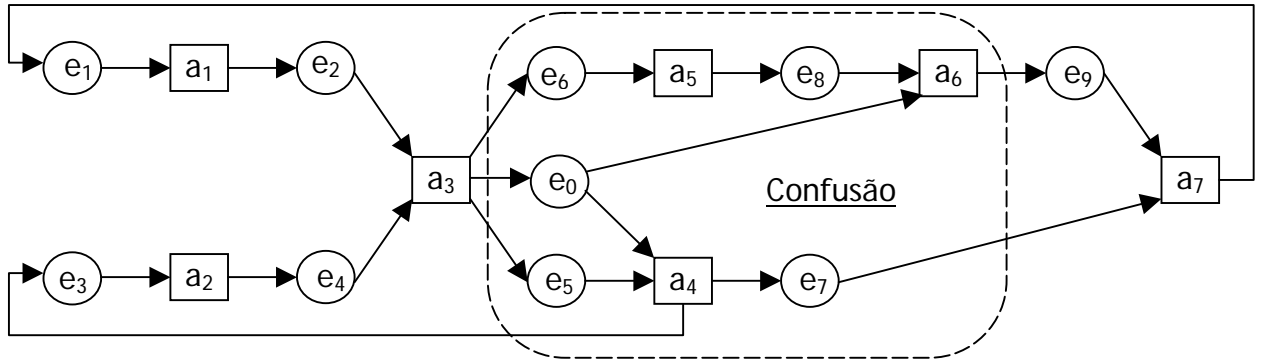 e₁ a₁ e₂ e₆ a₅ e₈ a₆ e₉
a₃ e₀ Confusão a₇
e₃ a₂ e₄ e₅ a₄ e₇